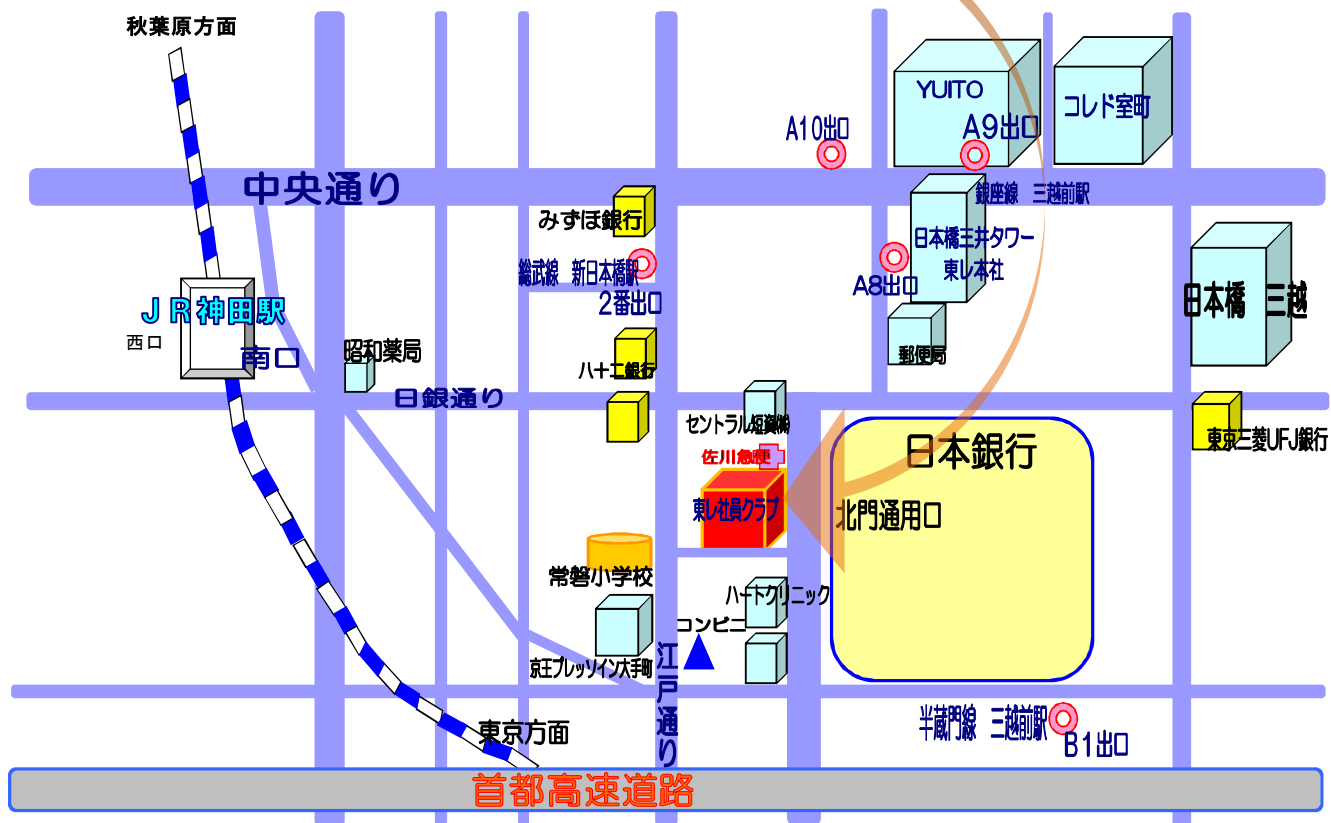 秋葉原方面
YUITO
コレド室町
A10出口
A9出口
中央通り
銀座線　三越前駅
みずほ銀行
日本橋三井タワー
東レ本社
総武線　新日本橋駅
2番出口
A8出口
日本橋　三越
JR神田駅
西口
南口
昭和薬局
郵便局
八十二銀行
日銀通り
セントラル短資㈱
東京三菱UFJ銀行
佐川急便
日本銀行
東レ社員クラブ
北門通用口
常磐小学校
ハートクリニック
コンビニ
京王プレッソイン大手町
江戸通り
半蔵門線　三越前駅
B1出口
東京方面
首都高速道路